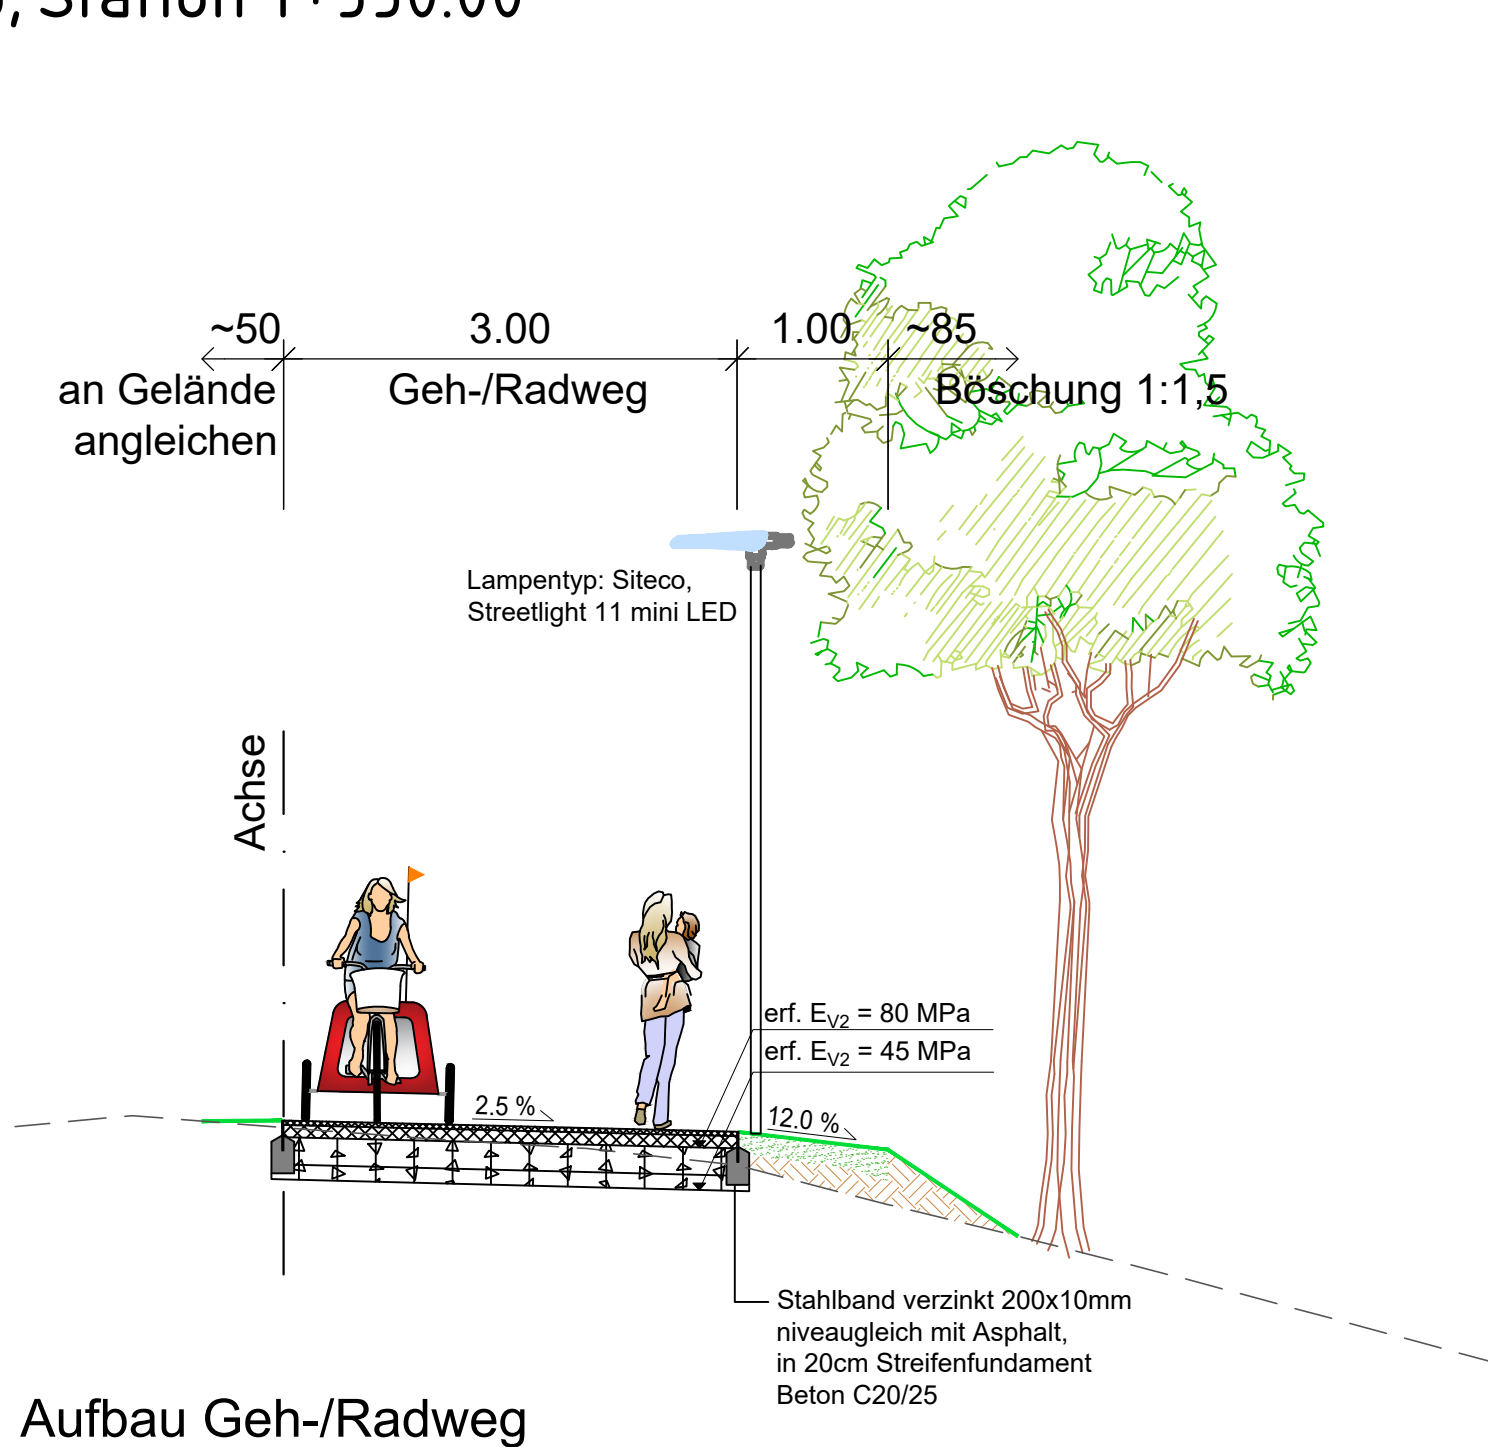 ~50
3.00
1.00
~85
an Gelände
angleichen
Geh-/Radweg
Böschung 1:1,5
Lampentyp: Siteco,
Streetlight 11 mini LED
Achse
erf. EV2 = 80 MPa
erf. EV2 = 45 MPa
2.5 %
12.0 %
Stahlband verzinkt 200x10mm
niveaugleich mit Asphalt,
in 20cm Streifenfundament
Beton C20/25
Aufbau Geh-/Radweg